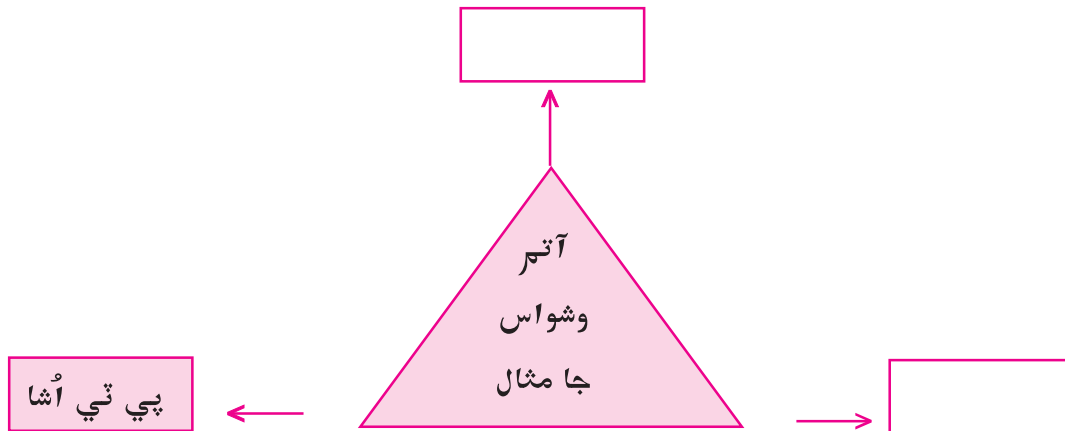 آتم
وشواس
جا مثال
پي ٽي اُشا